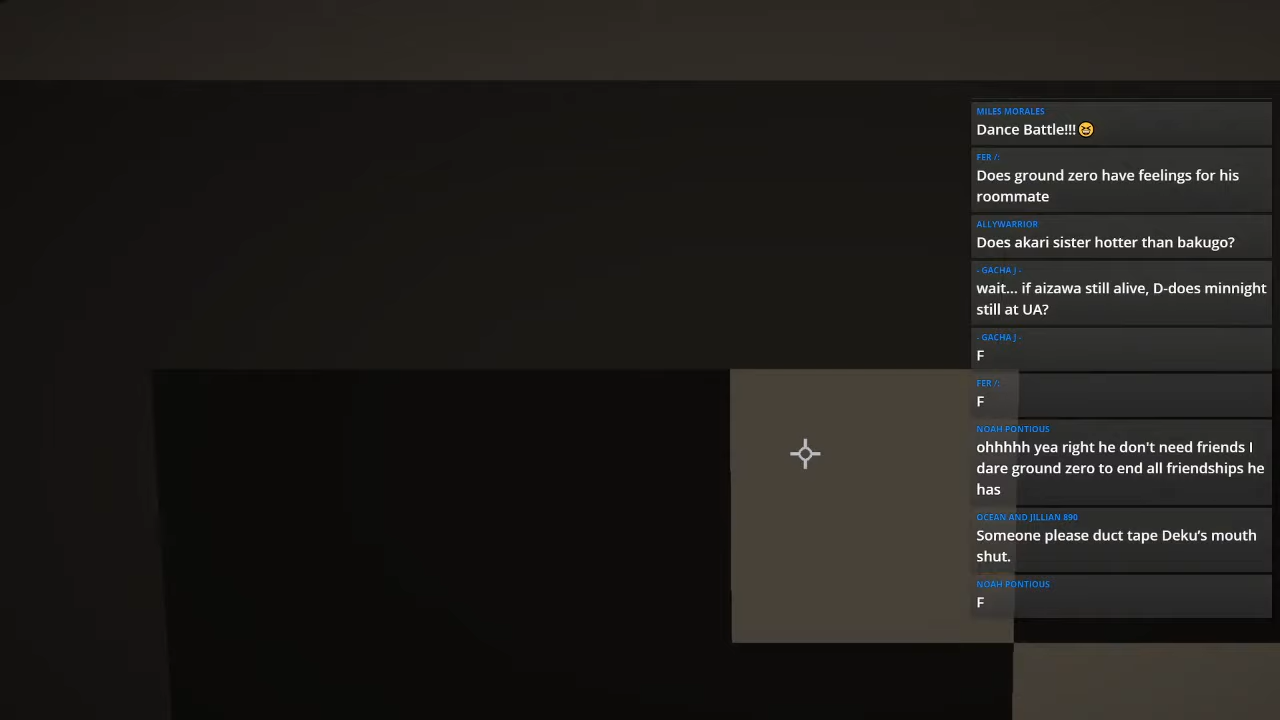 MILES MORALES
Dance Battle!!!😆
FER /:
Does ground zero have feelings for his
roommate
ALLYWARRIOR
Does akari sister hotter than bakugo?
- GACHA J -
wait... if aizawa still alive, D-does minnight
still at UA?
- GACHA J -
F
FER /:
F
NOAH PONTIOUS
ohhhhh yea right he don't need friends I
dare ground zero to end all friendships he
has
OCEAN AND JILLIAN 890
Someone please duct tape Deku's mouth
shut.
NOAH PONTIOUS
F